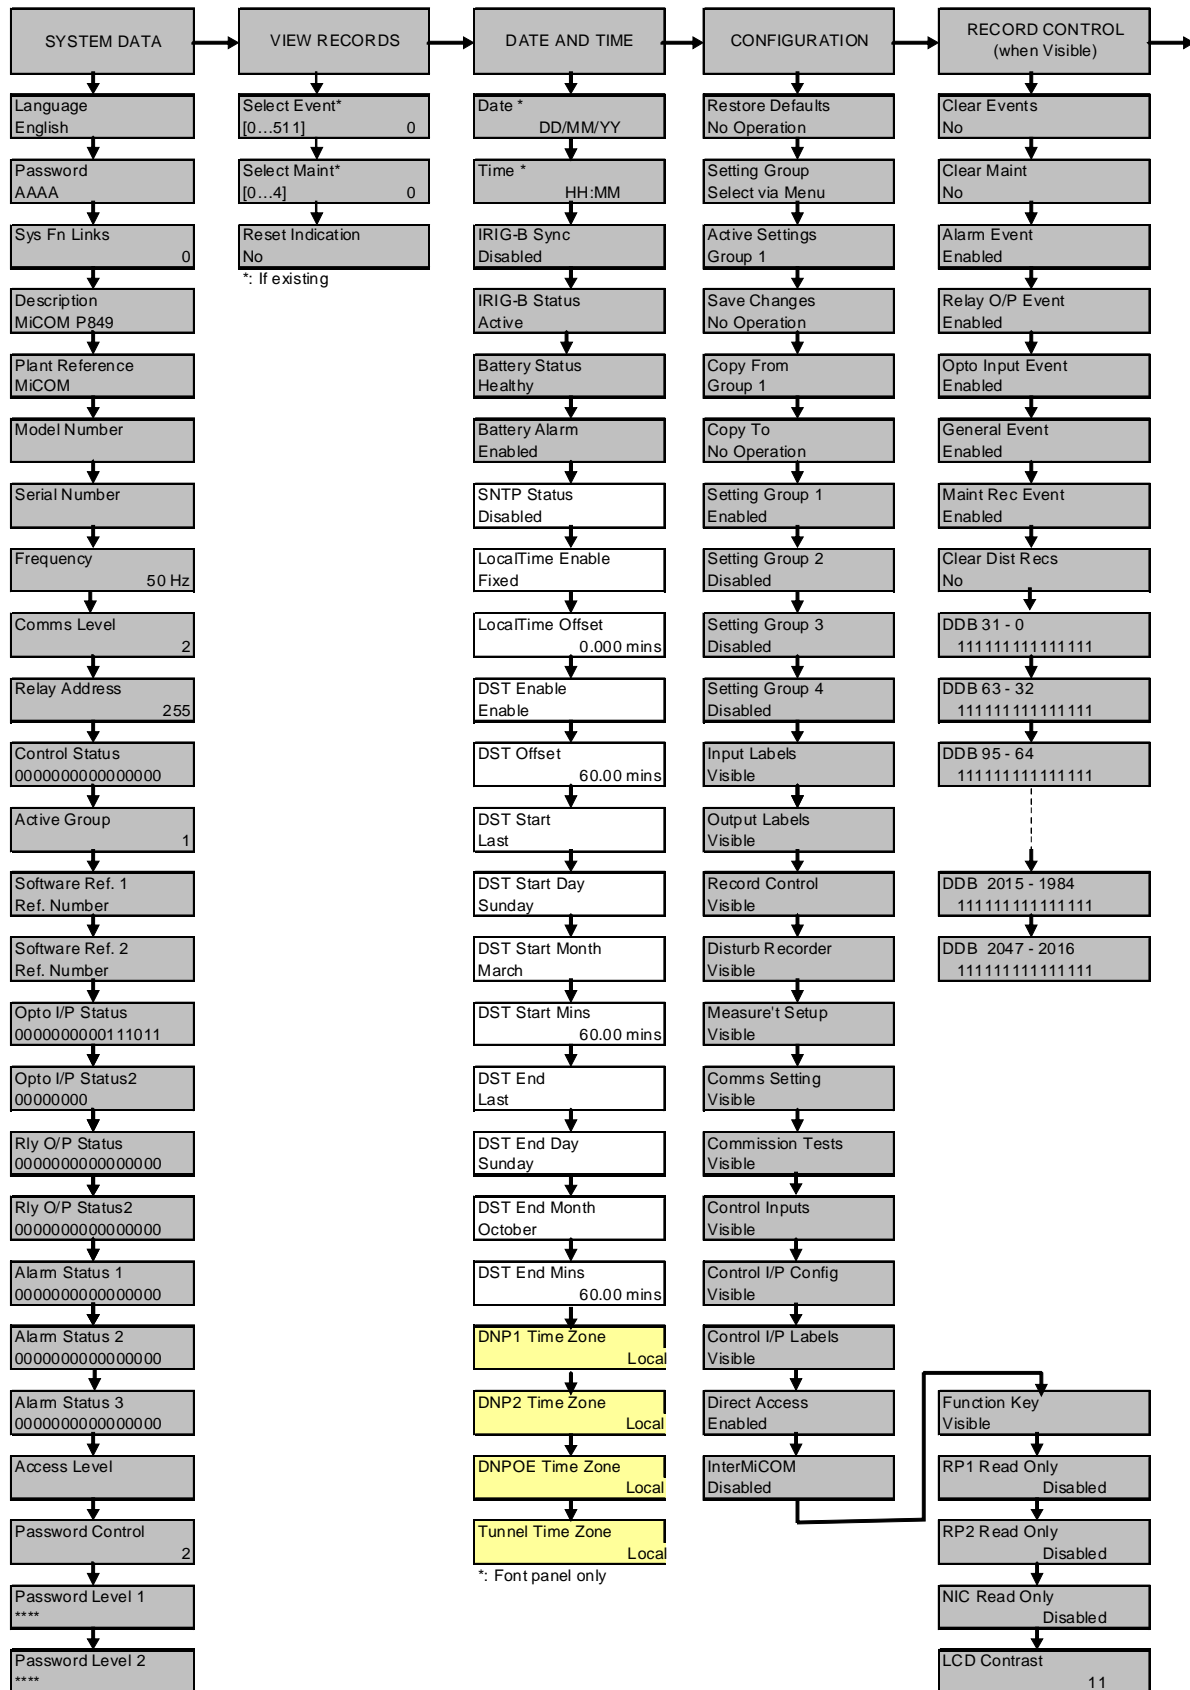 SYSTEM DATA
Language
English
Password
AAAA
Sys Fn Links
0
Description
MiCOM P849
Plant Reference
MiCOM
Model Number
Serial Number
Frequency
50 Hz
Comms Level
2
Relay Address
255
Control Status
0000000000000000
Active Group
1
Software Ref. 1
Ref. Number
Software Ref. 2
Ref. Number
Opto I/P Status
0000000000111011
Opto I/P Status2
00000000
Rly O/P Status
0000000000000000
Rly O/P Status2
0000000000000000
Alarm Status 1
0000000000000000
Alarm Status 2
0000000000000000
Alarm Status 3
0000000000000000
Access Level
Password Control
2
Password Level 1
****
Password Level 2
****
VIEW RECORDS
Select Event*
[0...511] 0
Select Maint*
[0...4] 0
Reset Indication
No
*: If existing
DATE AND TIME
Date *
DD/MM/YY
Time *
HH:MM
IRIG-B Sync
Disabled
IRIG-B Status
Active
Battery Status
Healthy
Battery Alarm
Enabled
SNTP Status
Disabled
LocalTime Enable
Fixed
LocalTime Offset
0.000 mins
DST Enable
Enable
DST Offset
60.00 mins
DST Start
Last
DST Start Day
Sunday
DST Start Month
March
DST Start Mins
60.00 mins
DST End
Last
DST End Day
Sunday
DST End Month
October
DST End Mins
60.00 mins
DNP1 Time Zone
Local
DNP2 Time Zone
Local
DNPOE Time Zone
Local
Tunnel Time Zone
Local
*: Font panel only
CONFIGURATION
Restore Defaults
No Operation
Setting Group
Select via Menu
Active Settings
Group 1
Save Changes
No Operation
Copy From
Group 1
Copy To
No Operation
Setting Group 1
Enabled
Setting Group 2
Disabled
Setting Group 3
Disabled
Setting Group 4
Disabled
Input Labels
Visible
Output Labels
Visible
Record Control
Visible
Disturb Recorder
Visible
Measure't Setup
Visible
Comms Setting
Visible
Commission Tests
Visible
Control Inputs
Visible
Control I/P Config
Visible
Control I/P Labels
Visible
Direct Access
Enabled
InterMiCOM
Disabled
RECORD CONTROL
(when Visible)
Clear Events
No
Clear Maint
No
Alarm Event
Enabled
Relay O/P Event
Enabled
Opto Input Event
Enabled
General Event
Enabled
Maint Rec Event
Enabled
Clear Dist Recs
No
DDB 31 - 0
1111111111111111
DDB 63 - 32
1111111111111111
DDB 95 - 64
1111111111111111
DDB 2015 - 1984
1111111111111111
DDB 2047 - 2016
1111111111111111
Function Key
Visible
RP1 Read Only
Disabled
RP2 Read Only
Disabled
NIC Read Only
Disabled
LCD Contrast
11